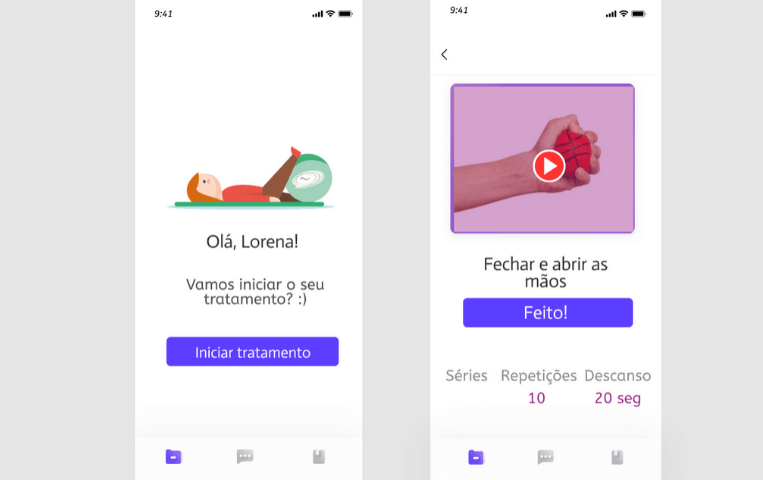 9:41
Olá, Lorena!
Vamos iniciar o seu
tratamento? :)
Iniciar tratamento
9:41
Fechar e abrir as
mãos
Feito!
Séries Repetições Descanso
10 20 seg